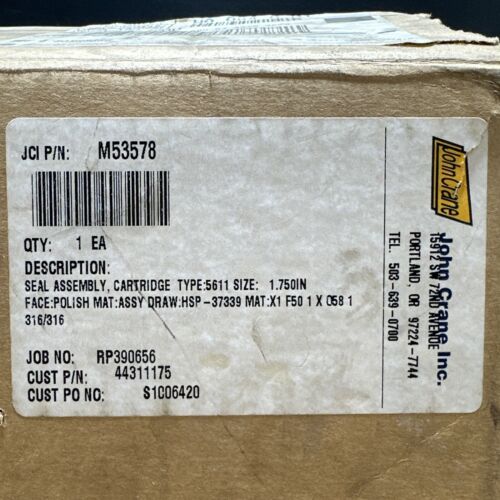 JCI P/N: M53578
QTY: 1 EA
DESCRIPTION:
SEAL ASSEMBLY, CARTRIDGE TYPE:5611 SIZE: 1.750IN
FACE:POLISH MAT:ASSY DRAW:HSP-37339 MAT:X1 F50 1 X O58 1
316/316
JOB NO: RP390656
CUST P/N: 44311175
CUST PO NO: S1006420
John Crane
John Crane Inc.
15912 SW 72ND AVENUE
PORTLAND, OR 97224-7744
TEL. 503-639-0700